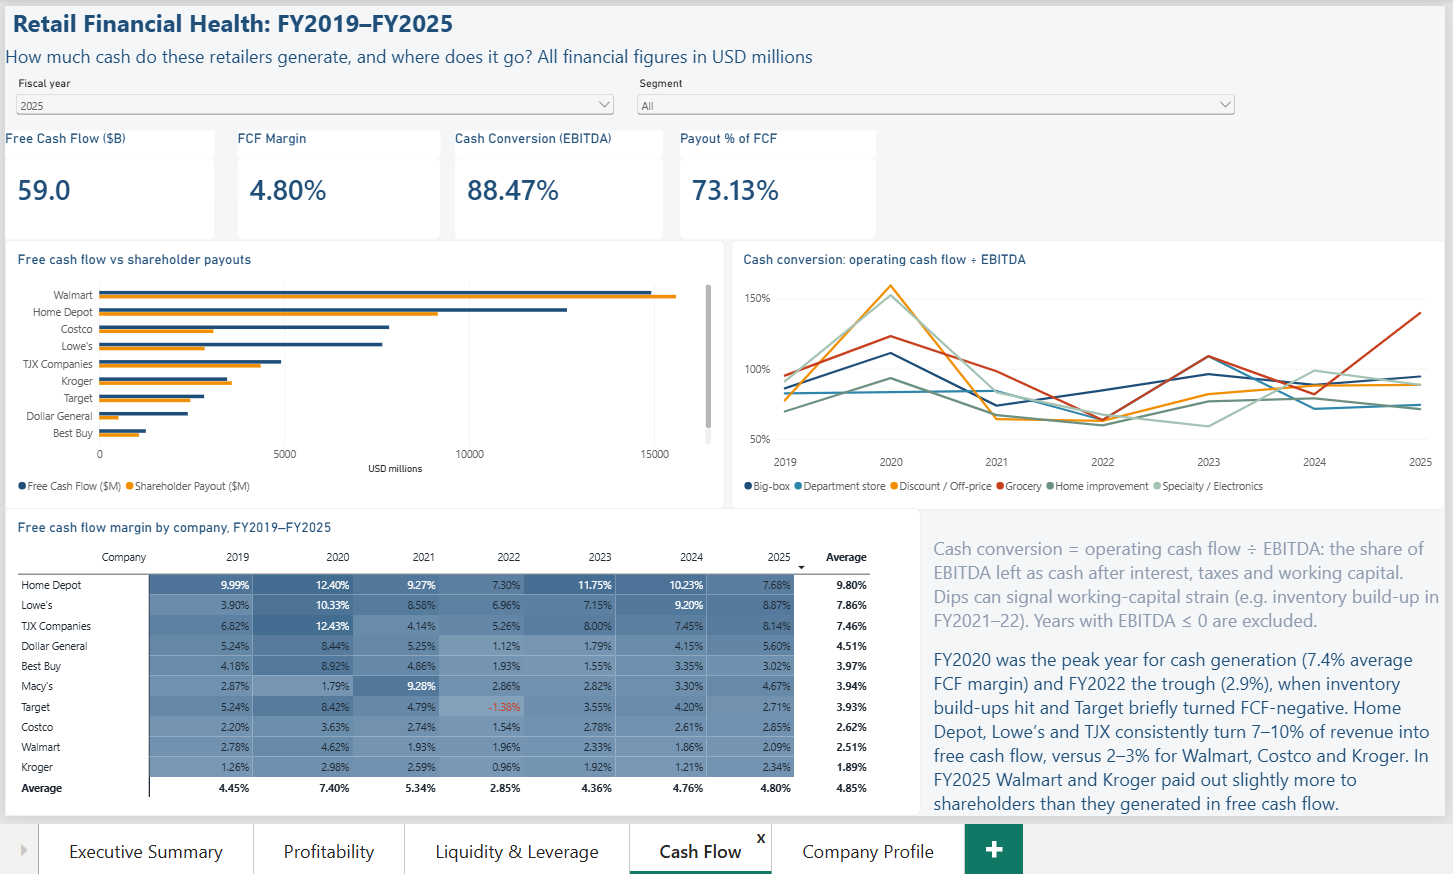 Retail Financial Health: FY2019–FY2025
How much cash do these retailers generate, and where does it go? All financial figures in USD millions
Fiscal year
2025
Segment
All
Free Cash Flow ($B)
59.0
FCF Margin
4.80%
Cash Conversion (EBITDA)
88.47%
Payout % of FCF
73.13%
Free cash flow vs shareholder payouts
Walmart
Home Depot
Costco
Lowe's
TJX Companies
Kroger
Target
Dollar General
Best Buy
0 5000 10000 15000
USD millions
Free Cash Flow ($M) Shareholder Payout ($M)
Cash conversion: operating cash flow ÷ EBITDA
150%
100%
50%
2019 2020 2021 2022 2023 2024 2025
Big-box Department store Discount / Off-price Grocery Home improvement Specialty / Electronics
Free cash flow margin by company, FY2019–FY2025
Company 2019 2020 2021 2022 2023 2024 2025 Average
Home Depot 9.99% 12.40% 9.27% 7.30% 11.75% 10.23% 7.68% 9.80%
Lowe's 3.90% 10.33% 8.58% 6.96% 7.15% 9.20% 8.87% 7.86%
TJX Companies 6.82% 12.43% 4.14% 5.26% 8.00% 7.45% 8.14% 7.46%
Dollar General 5.24% 8.44% 5.25% 1.12% 1.79% 4.15% 5.60% 4.51%
Best Buy 4.18% 8.92% 4.86% 1.93% 1.55% 3.35% 3.02% 3.97%
Macy's 2.87% 1.79% 9.28% 2.86% 2.82% 3.30% 4.67% 3.94%
Target 5.24% 8.42% 4.79% -1.38% 3.55% 4.20% 2.71% 3.93%
Costco 2.20% 3.63% 2.74% 1.54% 2.78% 2.61% 2.85% 2.62%
Walmart 2.78% 4.62% 1.93% 1.96% 2.33% 1.86% 2.09% 2.51%
Kroger 1.26% 2.98% 2.59% 0.96% 1.92% 1.21% 2.34% 1.89%
Average 4.45% 7.40% 5.34% 2.85% 4.36% 4.76% 4.80% 4.85%
Cash conversion = operating cash flow ÷ EBITDA: the share of
EBITDA left as cash after interest, taxes and working capital.
Dips can signal working-capital strain (e.g. inventory build-up in
FY2021–22). Years with EBITDA ≤ 0 are excluded.
FY2020 was the peak year for cash generation (7.4% average
FCF margin) and FY2022 the trough (2.9%), when inventory
build-ups hit and Target briefly turned FCF-negative. Home
Depot, Lowe's and TJX consistently turn 7–10% of revenue into
free cash flow, versus 2–3% for Walmart, Costco and Kroger. In
FY2025 Walmart and Kroger paid out slightly more to
shareholders than they generated in free cash flow.
Executive Summary Profitability Liquidity & Leverage Cash Flow x Company Profile +